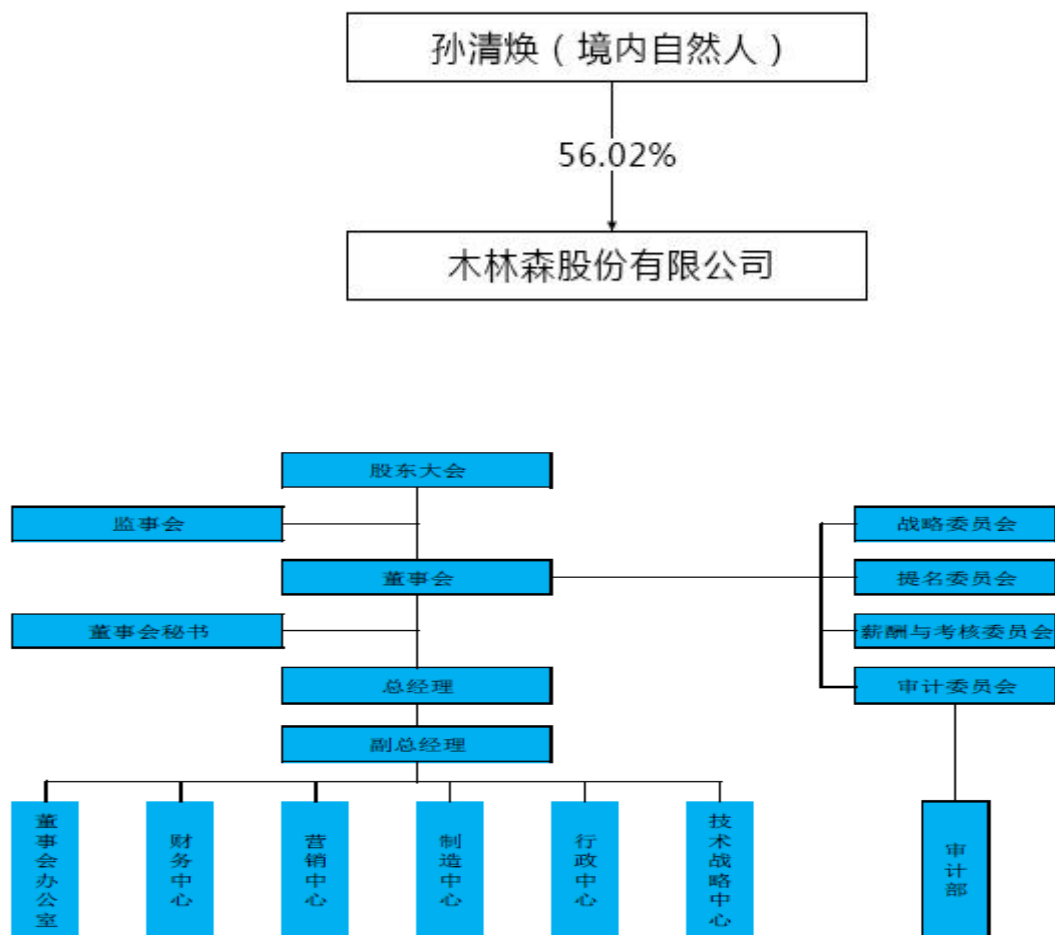 孙清焕（境内自然人）
56.02%
木林森股份有限公司
股东大会
监事会
战略委员会
董事会
提名委员会
董事会秘书
薪酬与考核委员会
总经理
审计委员会
副总经理
董事会办公室
财务中心
营销中心
制造中心
行政中心
技术战略中心
审计部